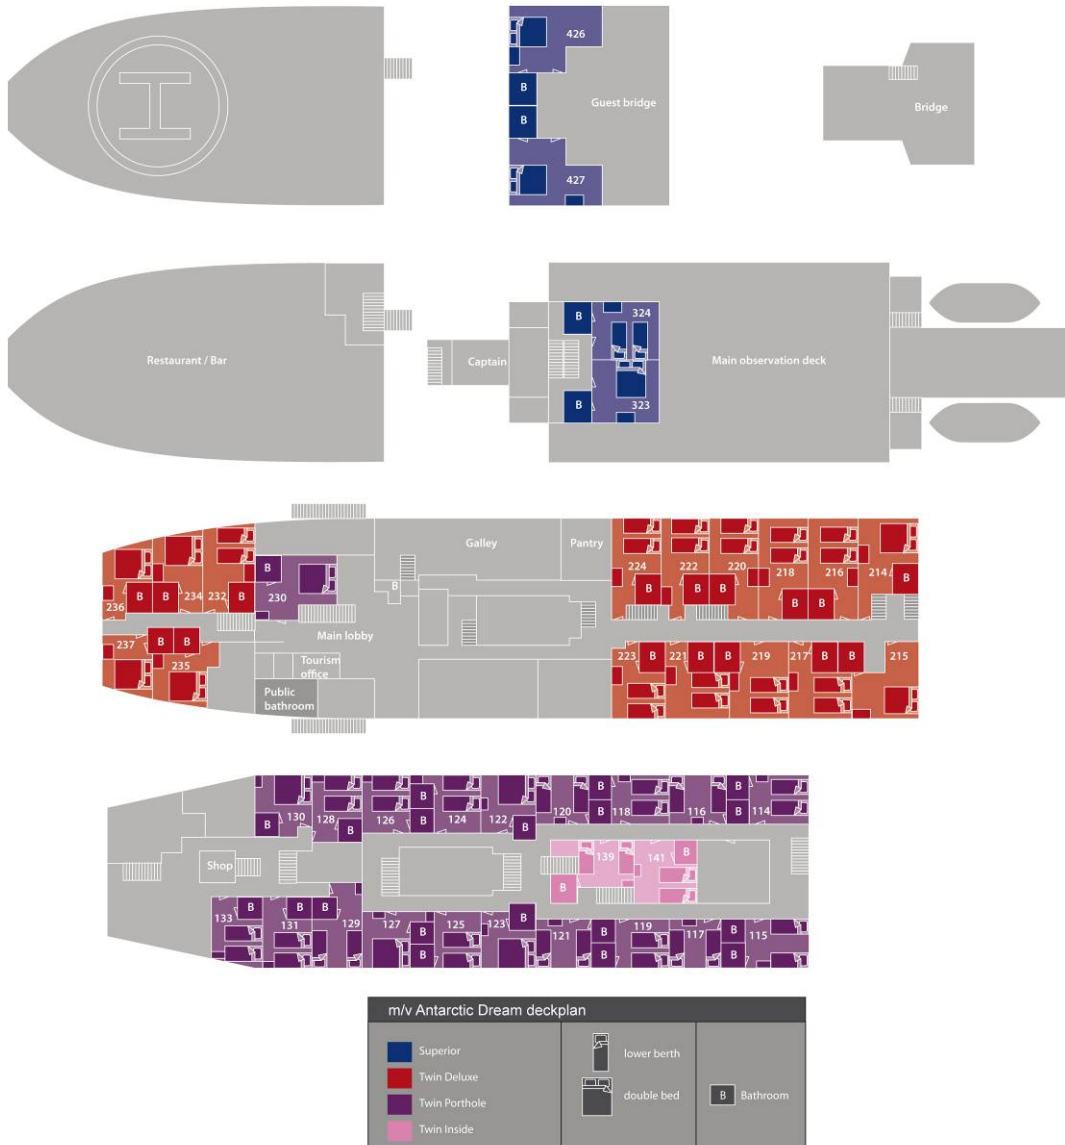 H
426
B
B
Guest bridge
427
Bridge
Restaurant / Bar
Captain
B
324
B
323
Main observation deck
Galley
Pantry
B
230
B
B
B
234
232
B
236
224
222
220
218
216
214
B
B
B
B
B
B
Main lobby
237
B
B
235
Tourism
office
Public
bathroom
223
B
221
B
B
219
217
B
B
215
B
130
128
B
126
B
B
124
122
B
120
B
B
118
116
B
B
114
Shop
139
141
B
B
133
B
131
B
B
129
127
B
B
125
123
B
121
B
B
119
117
B
B
115
m/v Antarctic Dream deckplan
Superior
Twin Deluxe
Twin Porthole
Twin Inside
lower berth
double bed
B Bathroom